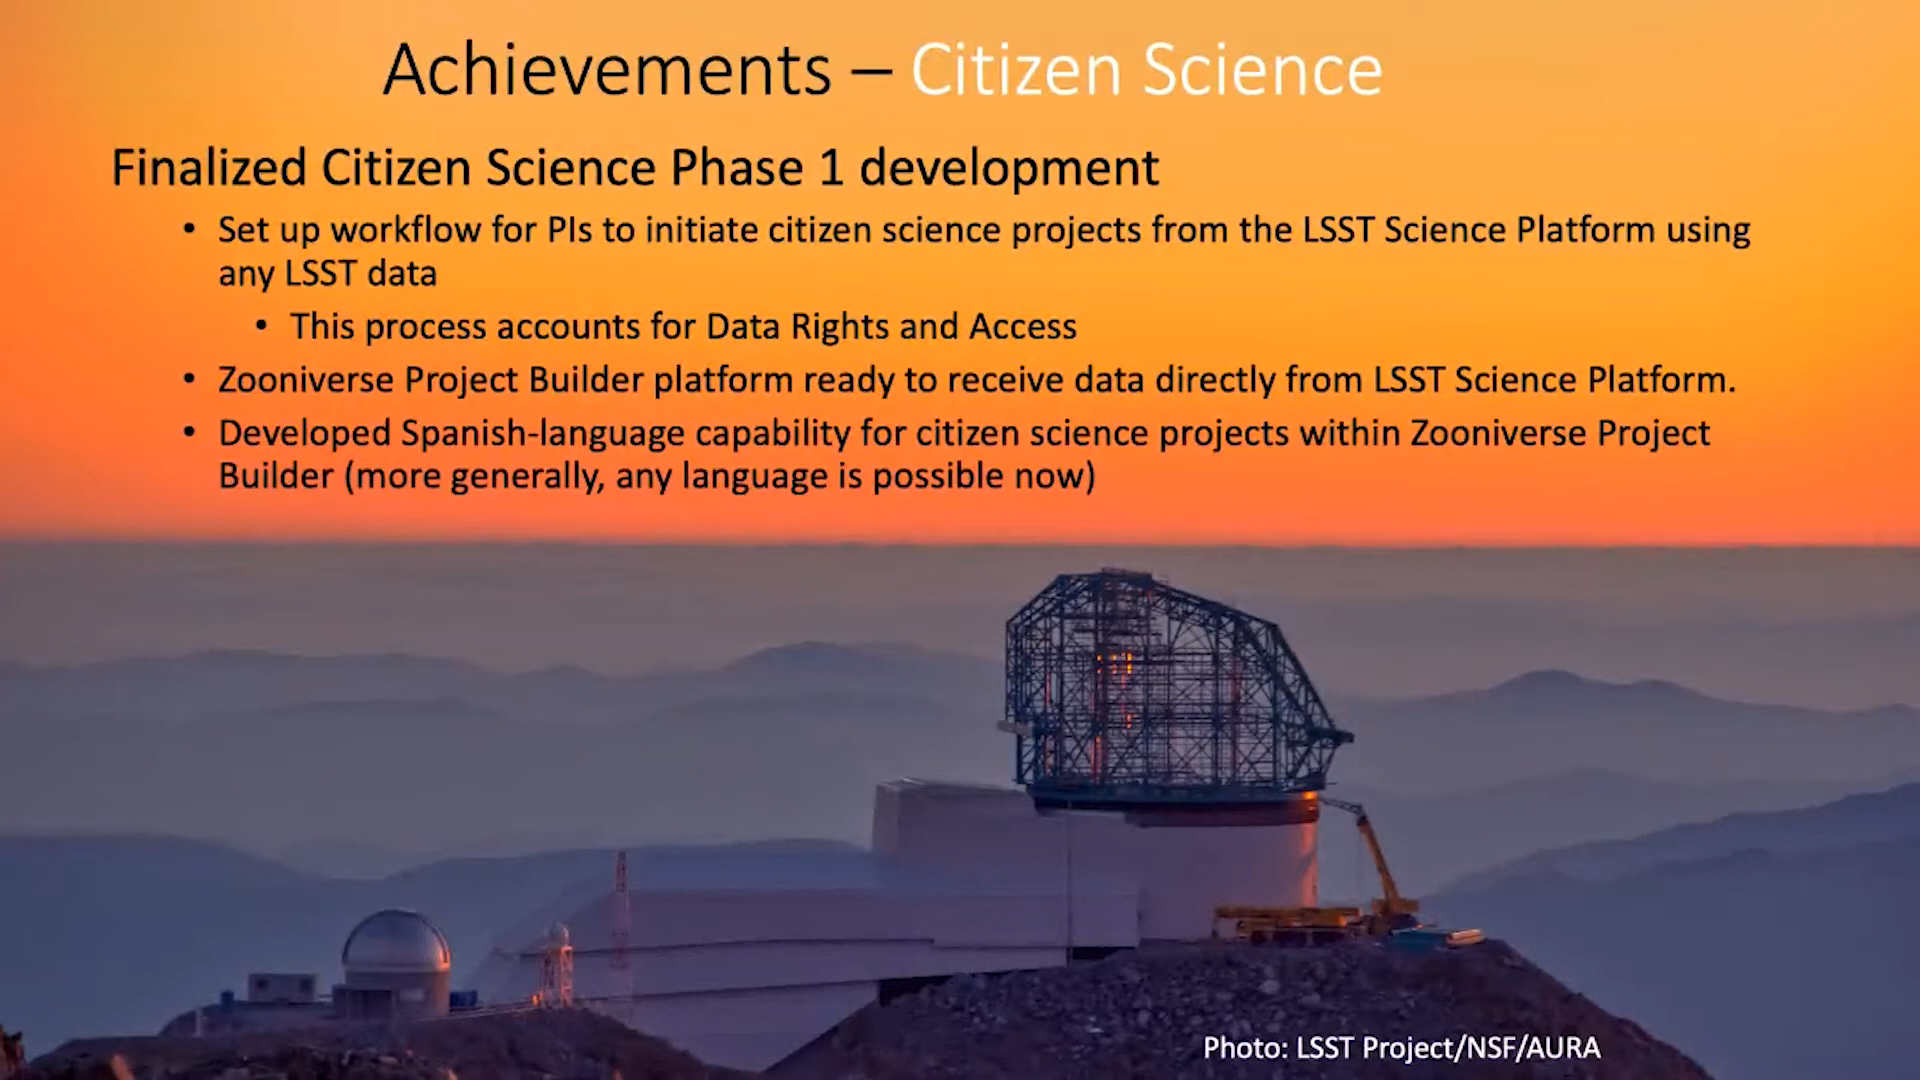 Achievements – Citizen Science
Finalized Citizen Science Phase 1 development
• Set up workflow for PIs to initiate citizen science projects from the LSST Science Platform using
any LSST data
• This process accounts for Data Rights and Access
• Zooniverse Project Builder platform ready to receive data directly from LSST Science Platform.
• Developed Spanish-language capability for citizen science projects within Zooniverse Project
Builder (more generally, any language is possible now)
Photo: LSST Project/NSF/AURA